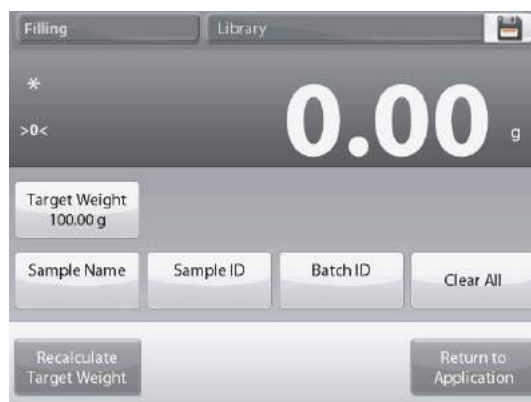 Filling
Library
*
>0<
0.00 g
Target Weight
100.00 g
Sample Name
Sample ID
Batch ID
Clear All
Recalculate
Target Weight
Return to
Application